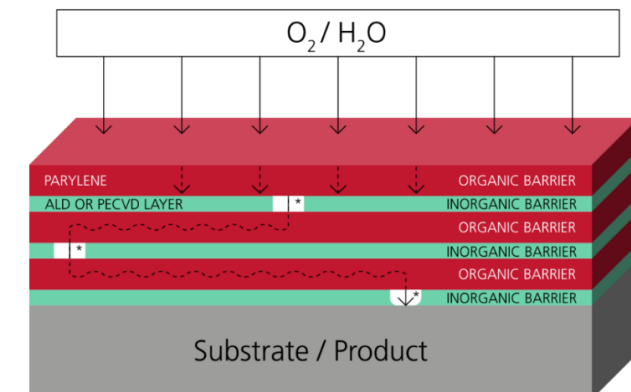 O₂/H₂O
PARYLENE ORGANIC BARRIER
ALD OR PECVD LAYER * INORGANIC BARRIER
ORGANIC BARRIER
* INORGANIC BARRIER
ORGANIC BARRIER
* INORGANIC BARRIER
Substrate / Product